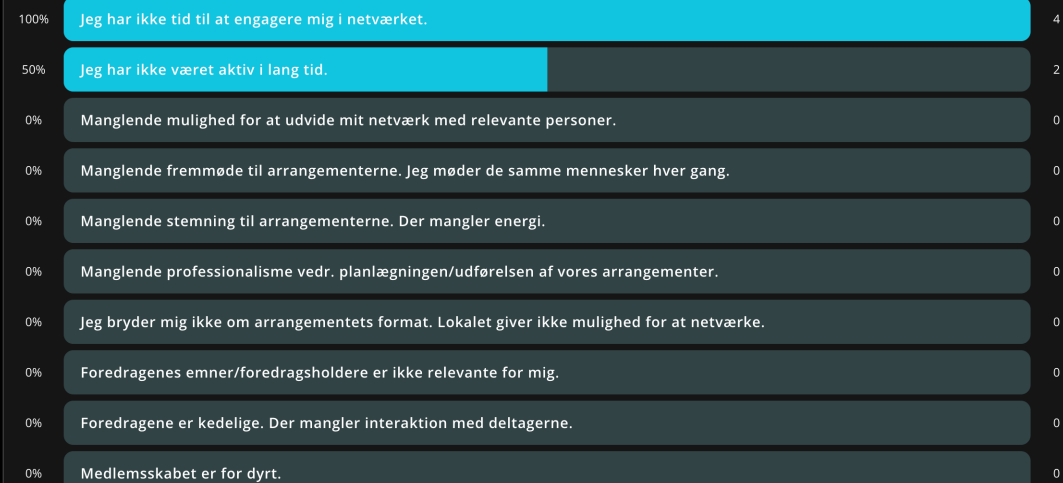 100% Jeg har ikke tid til at engagere mig i netværket. 4
50% Jeg har ikke været aktiv i lang tid. 2
0% Manglende mulighed for at udvide mit netværk med relevante personer. 0
0% Manglende fremmøde til arrangementerne. Jeg møder de samme mennesker hver gang. 0
0% Manglende stemning til arrangementerne. Der mangler energi. 0
0% Manglende professionalisme vedr. planlægningen/udførelsen af vores arrangementer. 0
0% Jeg bryder mig ikke om arrangementets format. Lokalet giver ikke mulighed for at netværke. 0
0% Foredragenes emner/foredragsholdere er ikke relevante for mig. 0
0% Foredragene er kedelige. Der mangler interaktion med deltagerne. 0
0% Medlemsskabet er for dyrt. 0